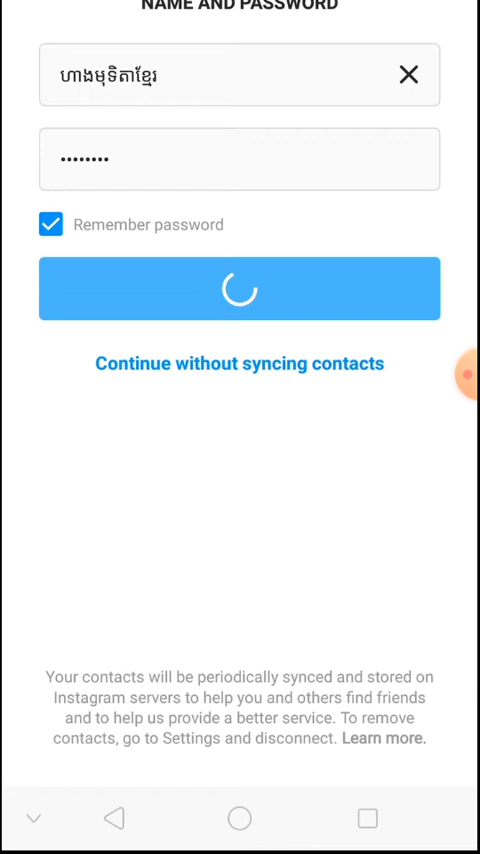 NAME AND PASSWORD
ហាងមុទិតាខ្មែរ
••••••••
Remember password
Continue without syncing contacts
Your contacts will be periodically synced and stored on
Instagram servers to help you and others find friends
and to help us provide a better service. To remove
contacts, go to Settings and disconnect. Learn more.